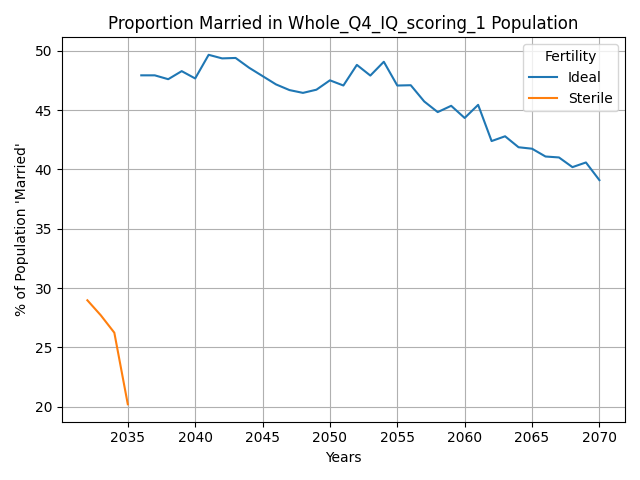 Proportion Married in Whole_Q4_IQ_scoring_1 Population
% of Population 'Married'
50
45
40
35
30
25
20
Fertility
Ideal
Sterile
2035 2040 2045 2050 2055 2060 2065 2070
Years